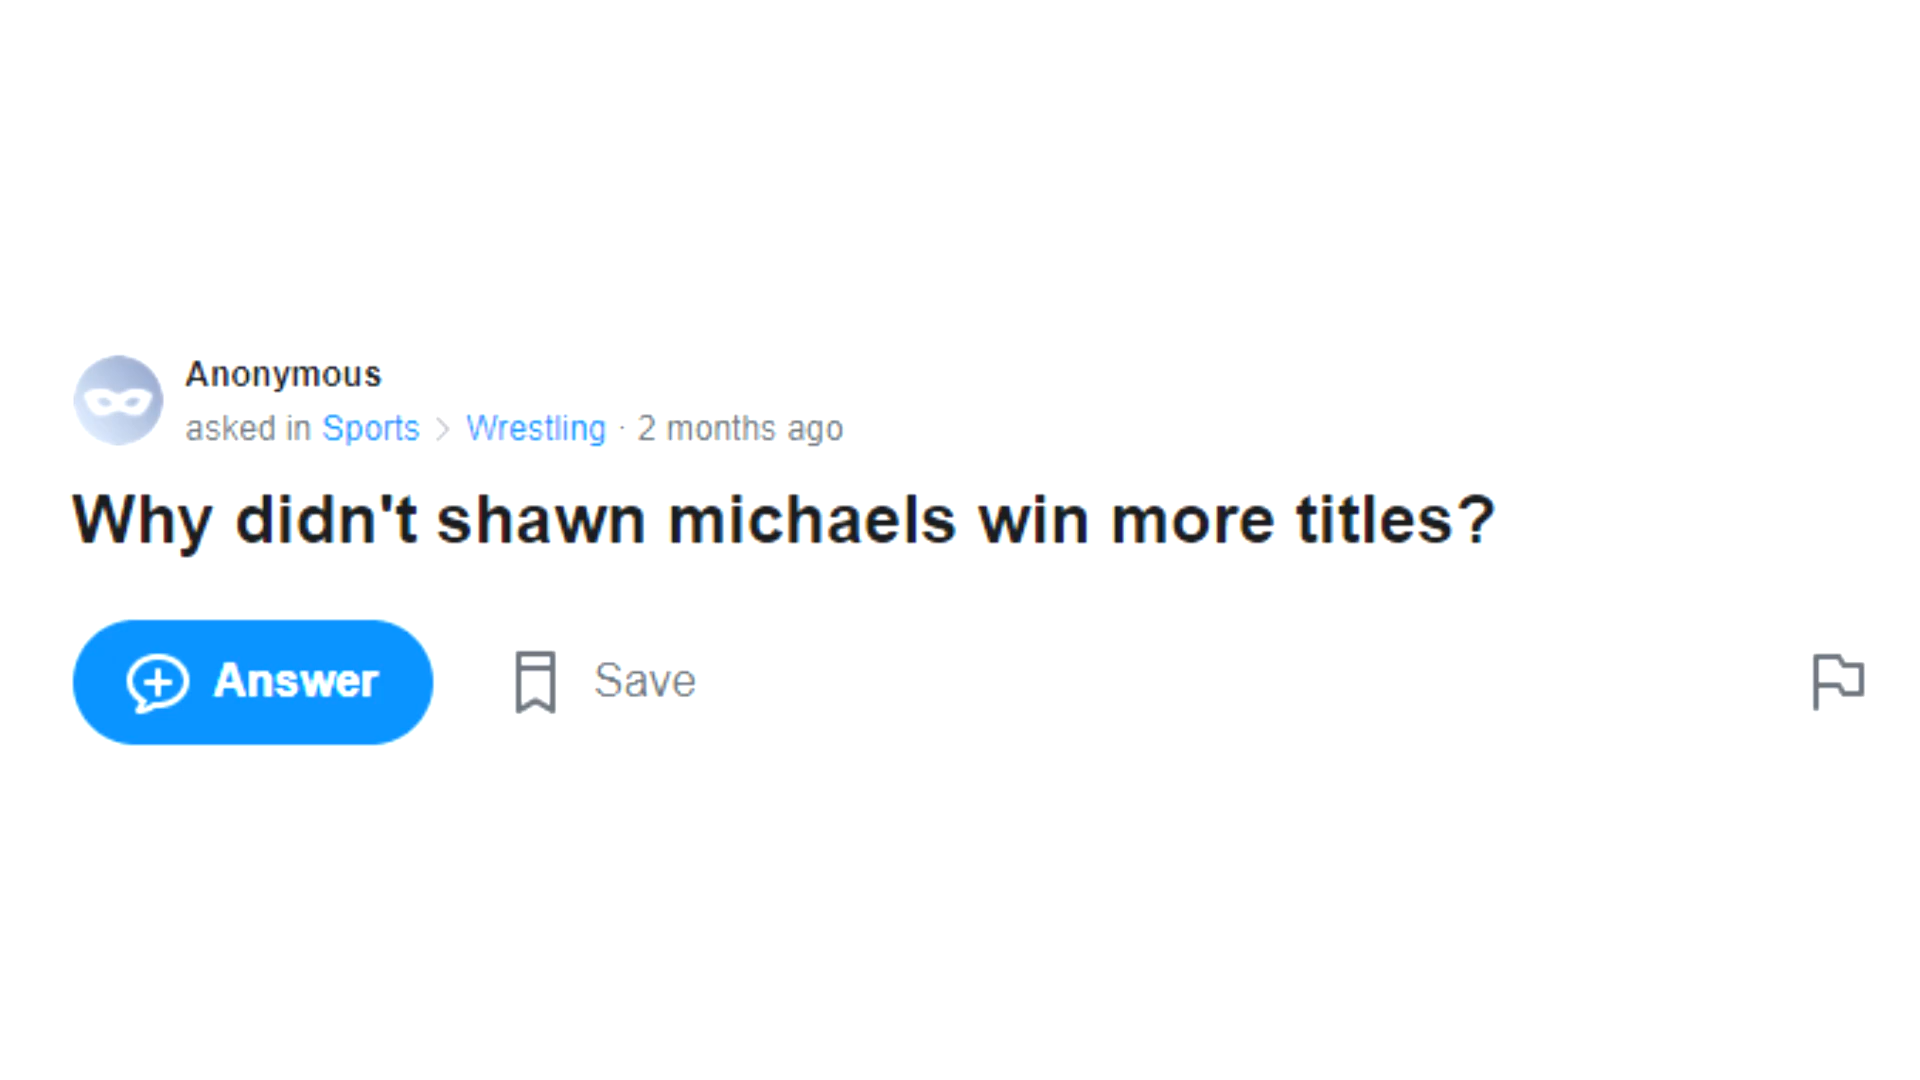 Anonymous
asked in Sports > Wrestling · 2 months ago
Why didn't shawn michaels win more titles?
Answer Save